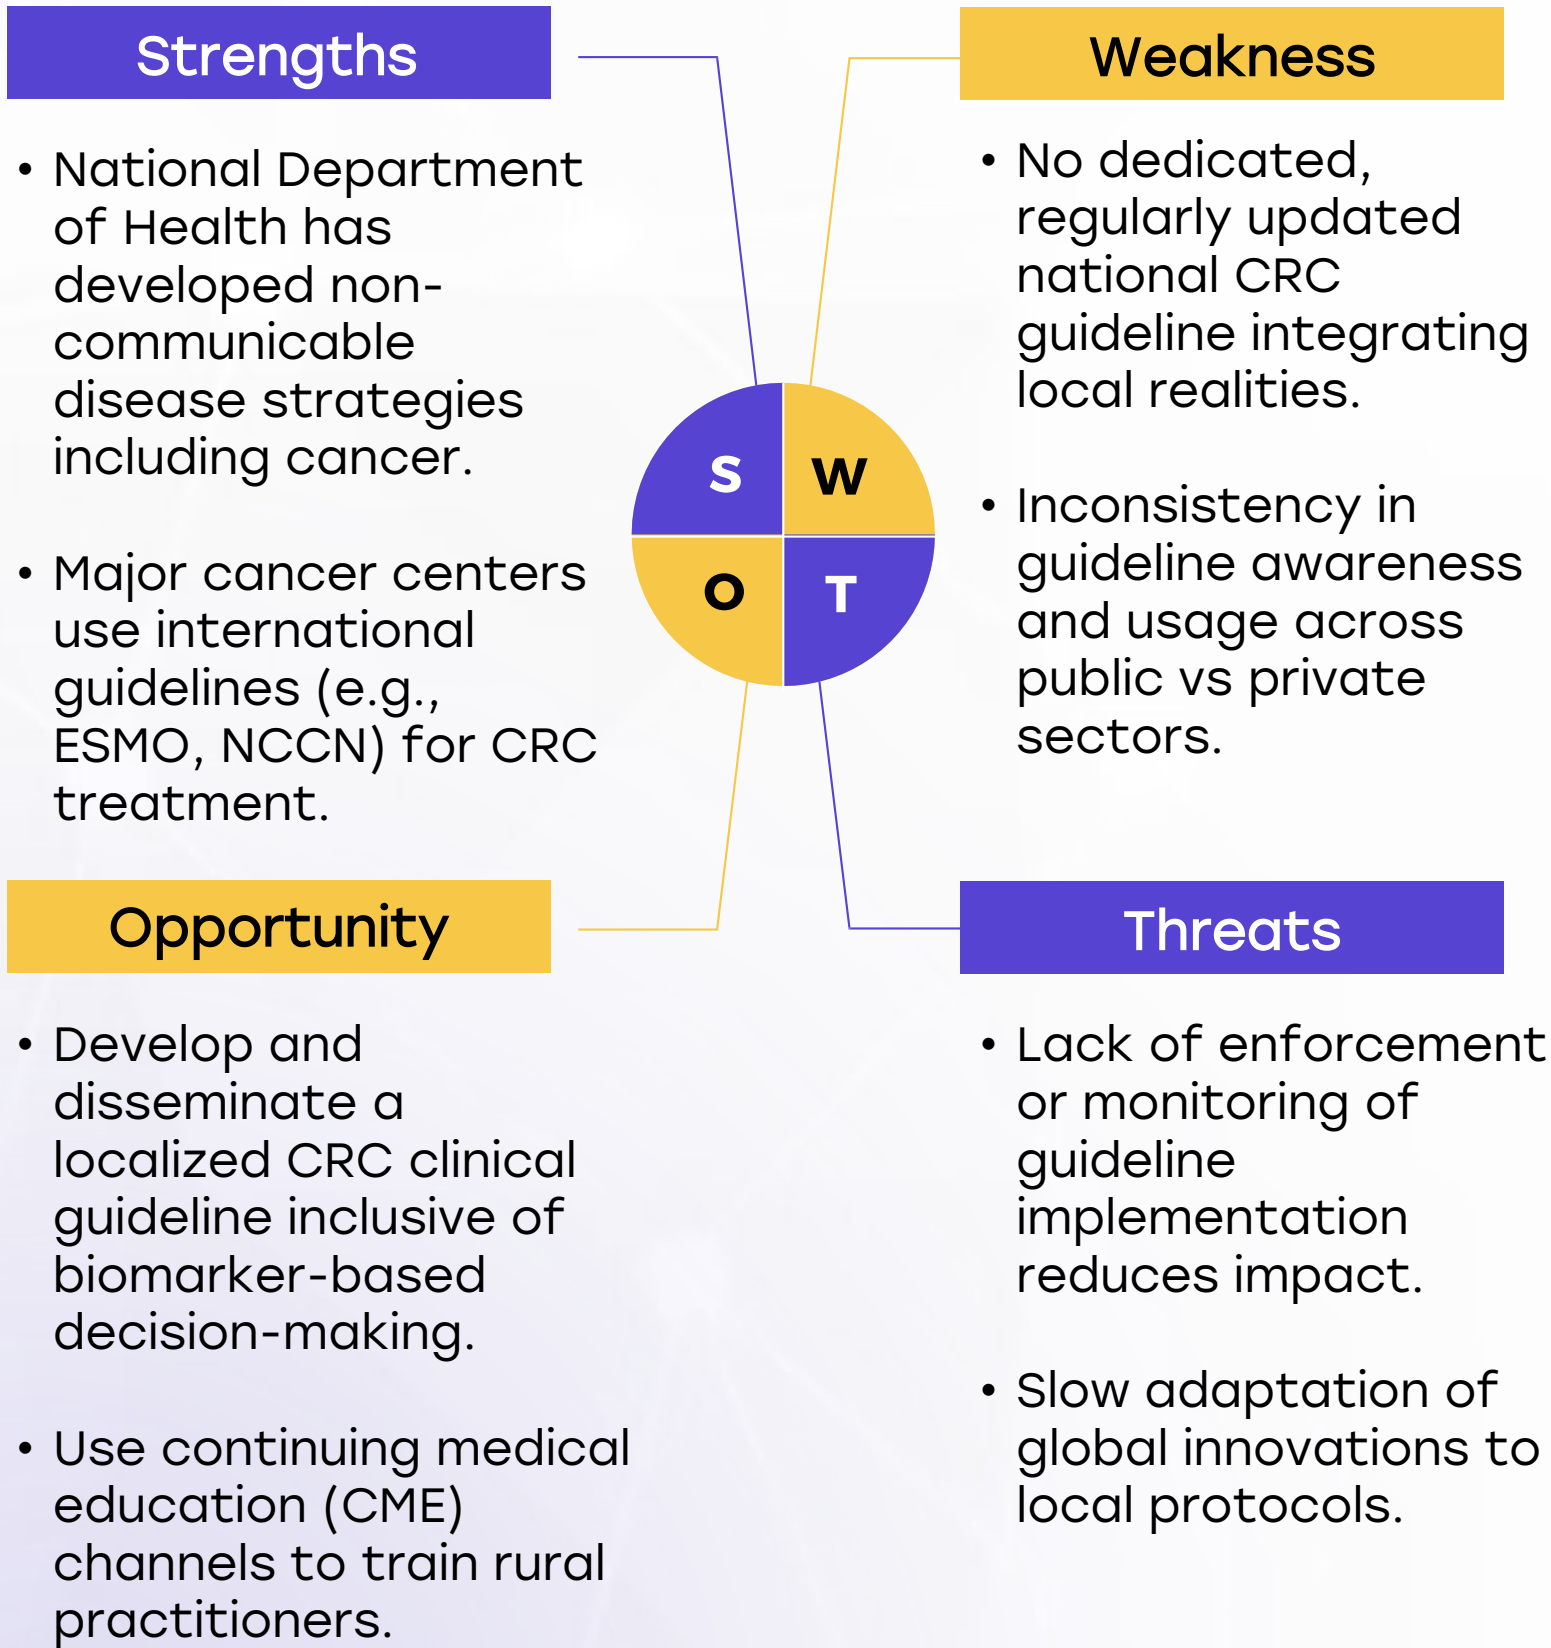 Strengths
• National Department
of Health has
developed non-
communicable
disease strategies
including cancer.
• Major cancer centers
use international
guidelines (e.g.,
ESMO, NCCN) for CRC
treatment.
Weakness
• No dedicated,
regularly updated
national CRC
guideline integrating
local realities.
• Inconsistency in
guideline awareness
and usage across
public vs private
sectors.
S
W
O
T
Opportunity
• Develop and
disseminate a
localized CRC clinical
guideline inclusive of
biomarker-based
decision-making.
• Use continuing medical
education (CME)
channels to train rural
practitioners.
Threats
• Lack of enforcement
or monitoring of
guideline
implementation
reduces impact.
• Slow adaptation of
global innovations to
local protocols.